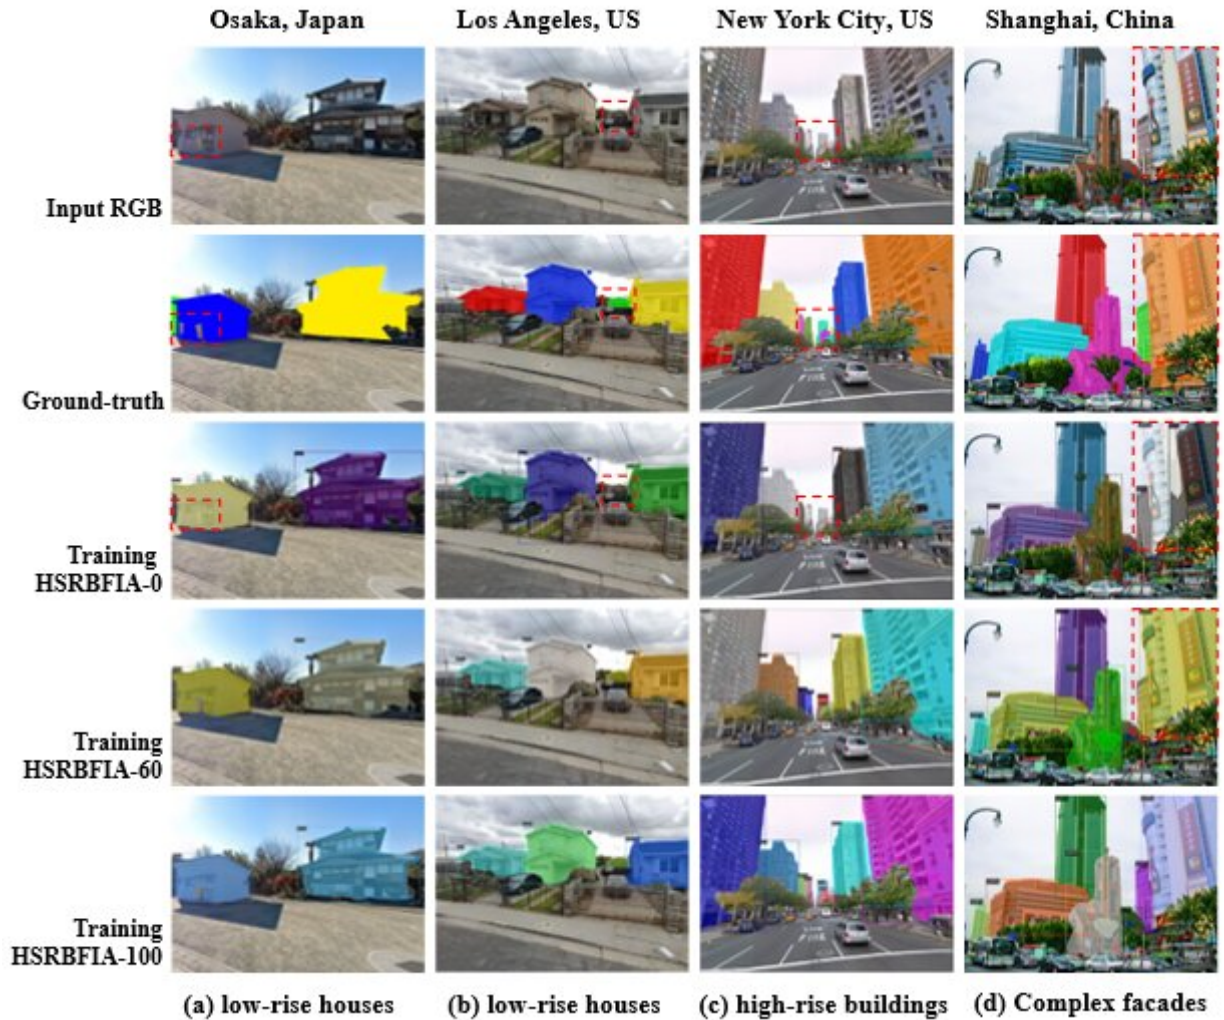 Osaka, Japan
Los Angeles, US
New York City, US
Shanghai, China
Input RGB
Ground-truth
Training
HSRBFIA-0
Training
HSRBFIA-60
Training
HSRBFIA-100
(a) low-rise houses
(b) low-rise houses
(c) high-rise buildings
(d) Complex facades